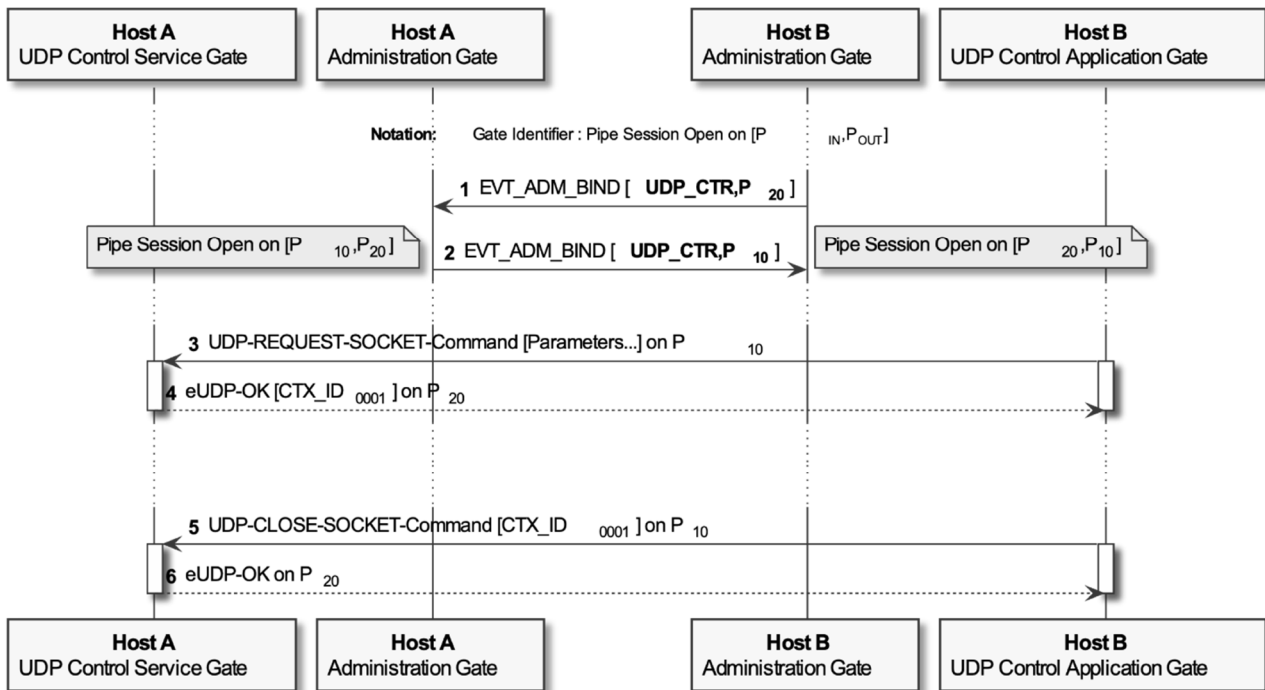 Host A
UDP Control Service Gate
Host A
Administration Gate
Host B
Administration Gate
Host B
UDP Control Application Gate
Notation: Gate Identifier : Pipe Session Open on [P IN,POUT]
1 EVT_ADM_BIND [ UDP_CTR,P 20 ]
Pipe Session Open on [P 10,P20 ]
2 EVT_ADM_BIND [ UDP_CTR,P 10 ]
Pipe Session Open on [P 20,P10 ]
3 UDP-REQUEST-SOCKET-Command [Parameters...] on P 10
4 eUDP-OK [CTX_ID 0001 ] on P 20
5 UDP-CLOSE-SOCKET-Command [CTX_ID 0001 ] on P 10
6 eUDP-OK on P 20
Host A
UDP Control Service Gate
Host A
Administration Gate
Host B
Administration Gate
Host B
UDP Control Application Gate